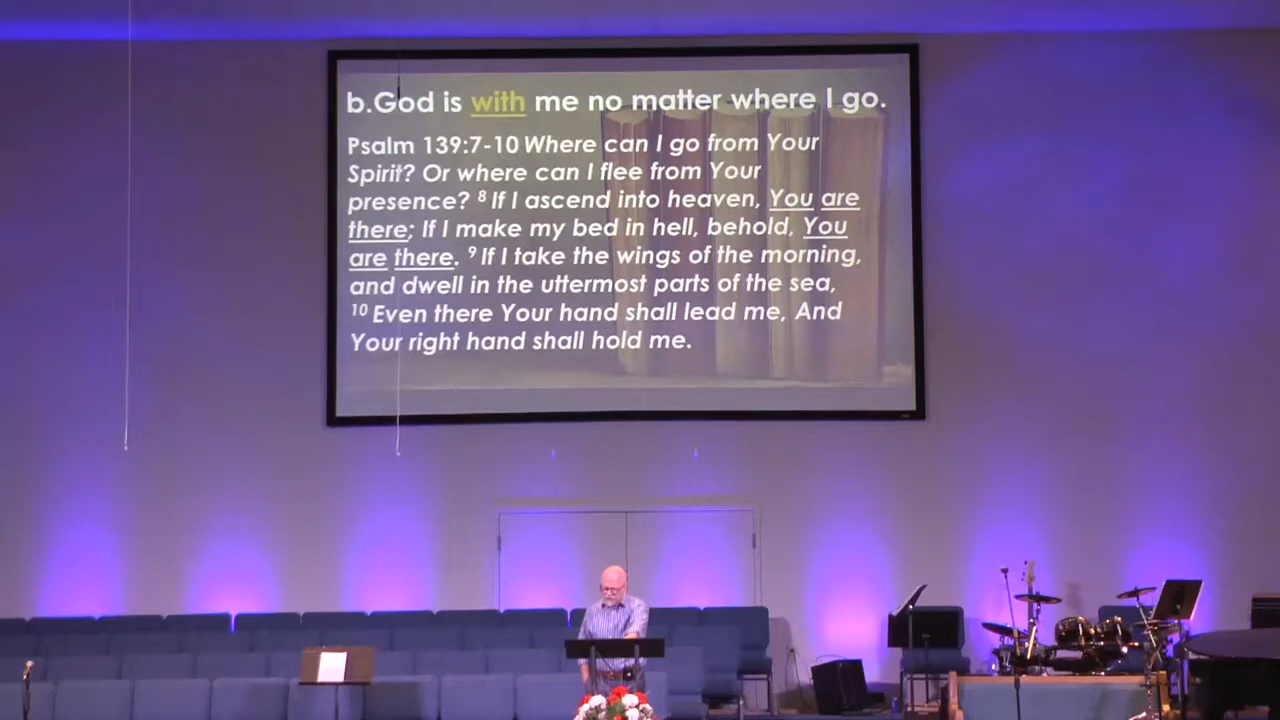 b.God is with me no matter where I go.
Psalm 139:7-10 Where can I go from Your
Spirit? Or where can I flee from Your
presence? 8 If I ascend into heaven, You are
there; If I make my bed in hell, behold, You
are there. 9 If I take the wings of the morning,
and dwell in the uttermost parts of the sea,
10 Even there Your hand shall lead me, And
Your right hand shall hold me.